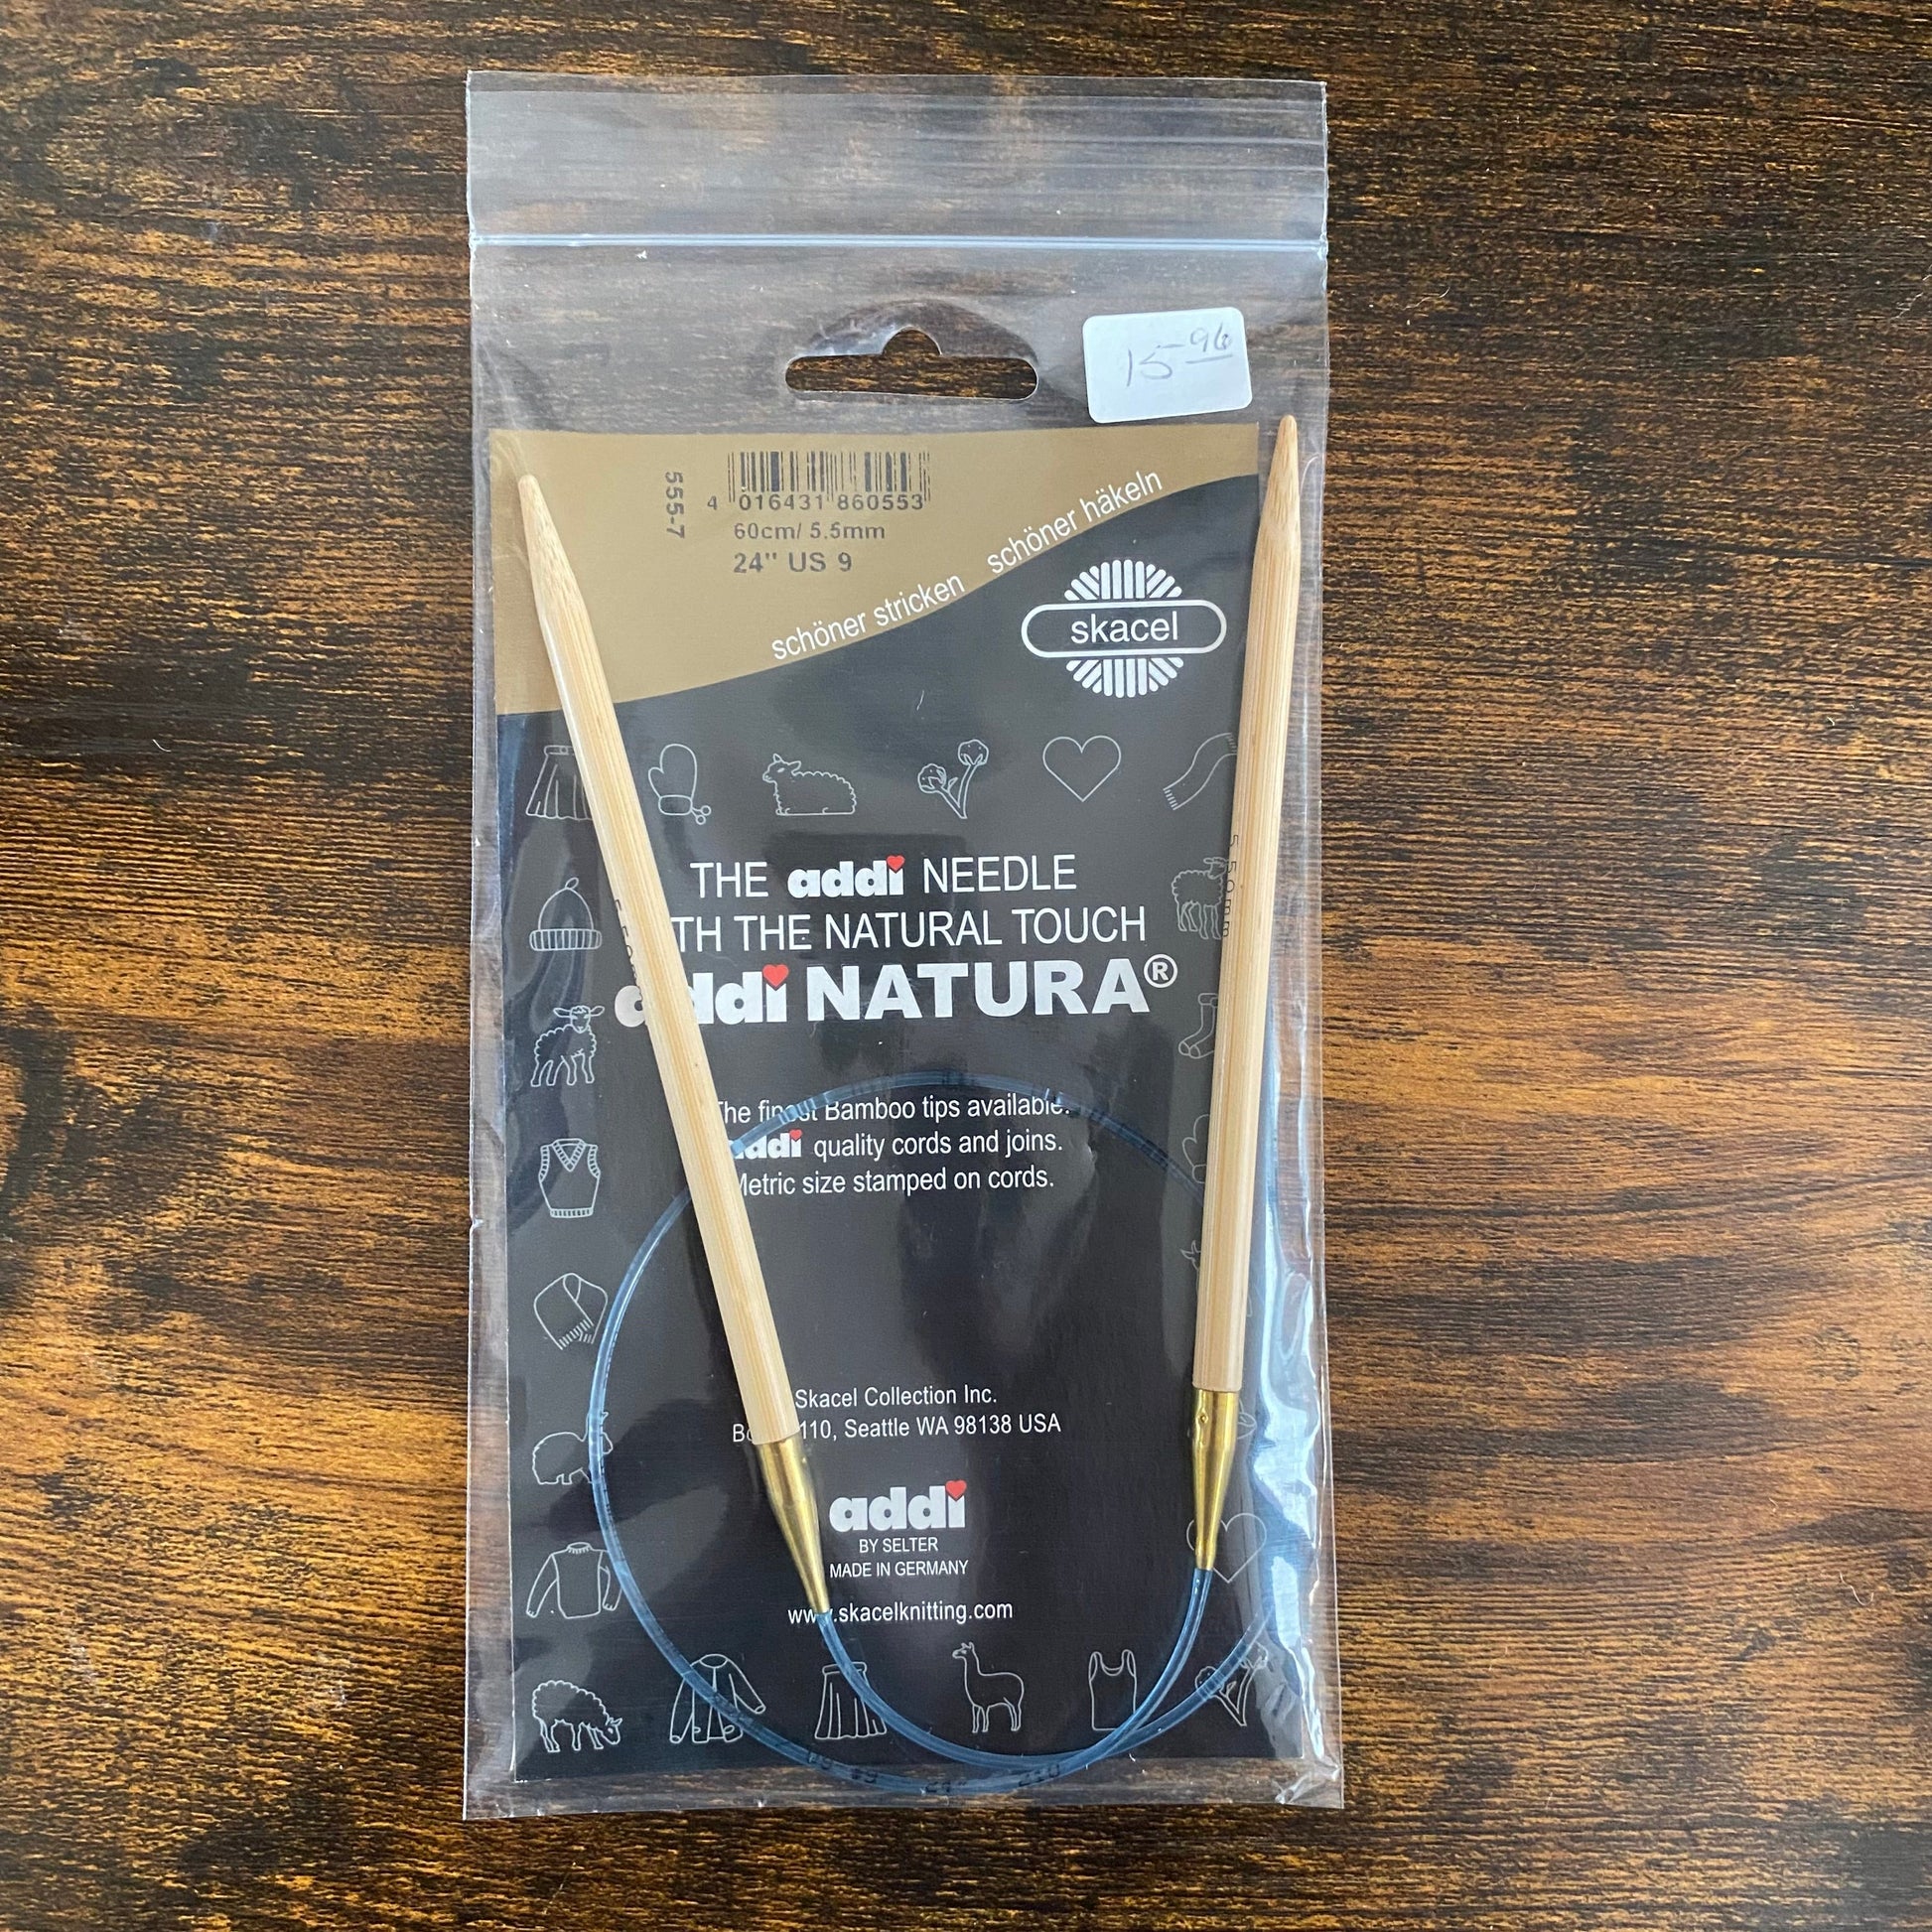 15 96
555-7
4 016431 860553
60cm/ 5.5mm
24" US 9
schöner stricken schöner häkeln
skacel
THE addi NEEDLE
TH THE NATURAL TOUCH
addi NATURA®
The finest Bamboo tips available.
addi quality cords and joins.
Metric size stamped on cords.
5.50mm
Skacel Collection Inc.
110, Seattle WA 98138 USA
addi
BY SELTER
MADE IN GERMANY
www.skacelknitting.com